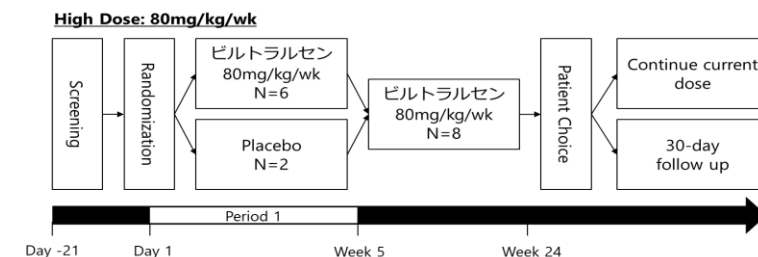 High Dose: 80mg/kg/wk
Screening
Randomization
ビルトラルセン
80mg/kg/wk
N=6
Placebo
N=2
ビルトラルセン
80mg/kg/wk
N=8
Patient Choice
Continue current
dose
30-day
follow up
Period 1
Day -21
Day 1
Week 5
Week 24